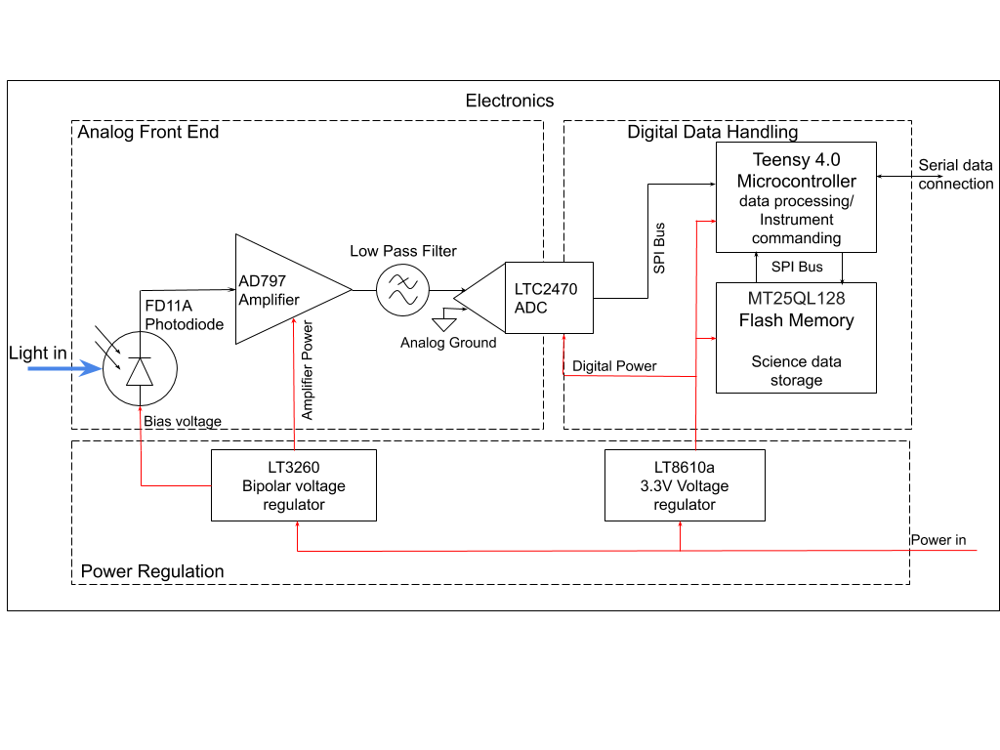 Electronics
Analog Front End
Digital Data Handling
Teensy 4.0
Microcontroller
data processing/
Instrument
commanding
Serial data
connection
SPI Bus
SPI Bus
Low Pass Filter
AD797
Amplifier
LTC2470
ADC
MT25QL128
Flash Memory
Science data
storage
FD11A
Photodiode
Analog Ground
Light in
Amplifier Power
Digital Power
Bias voltage
LT3260
Bipolar voltage
regulator
LT8610a
3.3V Voltage
regulator
Power in
Power Regulation